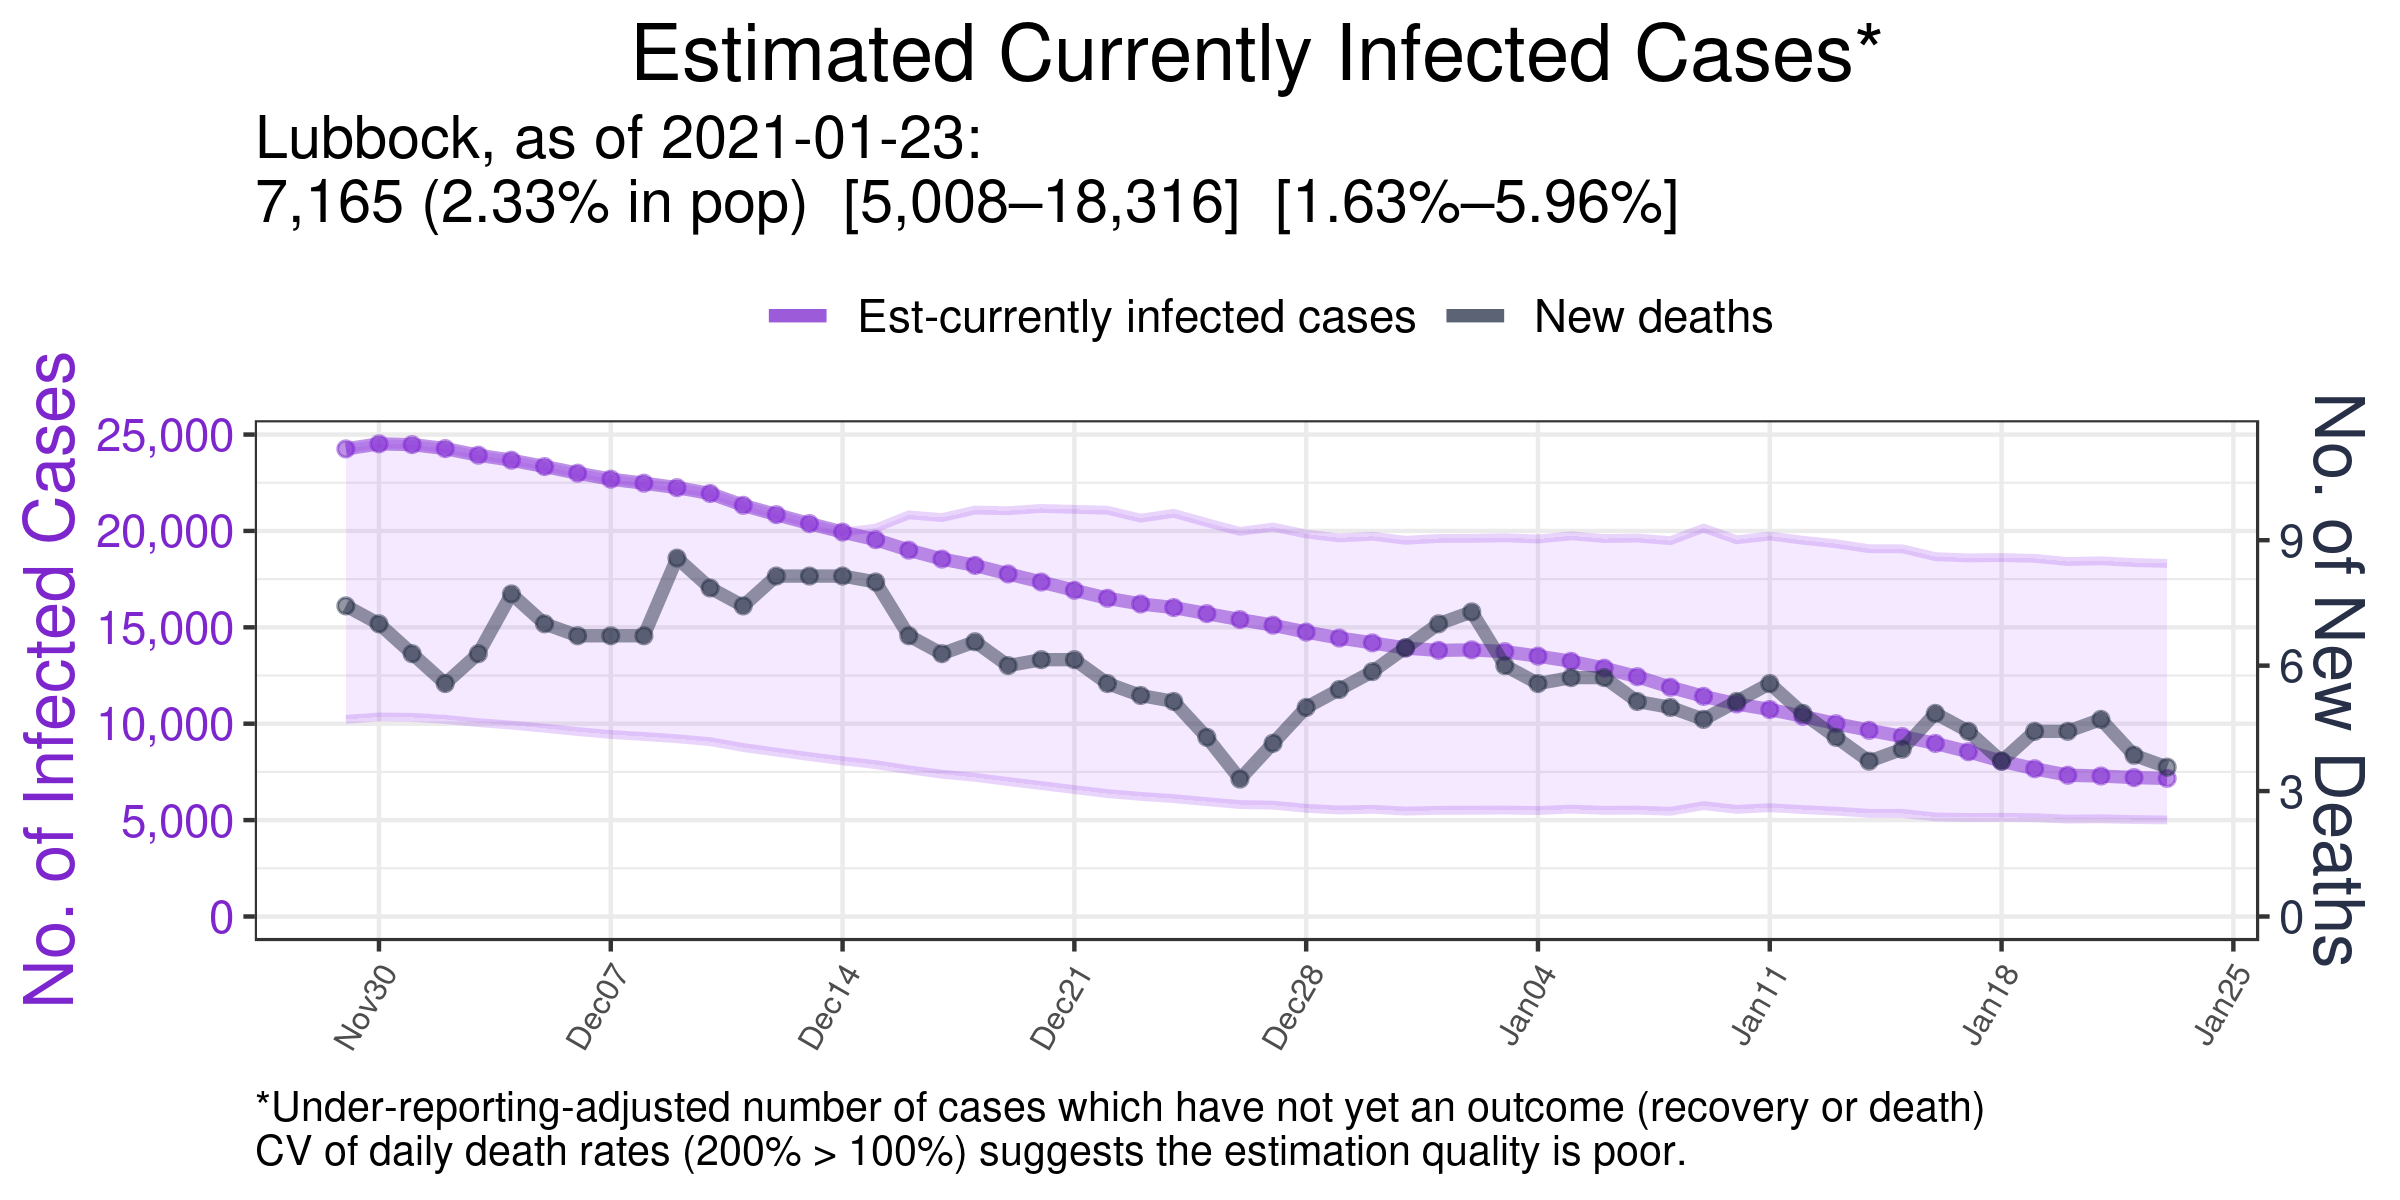 Estimated Currently Infected Cases*
Lubbock, as of 2021-01-23:
7,165 (2.33% in pop)  [5,008–18,316]  [1.63%–5.96%]
Est-currently infected cases
New deaths
No. of Infected Cases
25,000
20,000
15,000
10,000
5,000
0
No. of New Deaths
9
6
3
0
Nov30
Dec07
Dec14
Dec21
Dec28
Jan04
Jan11
Jan18
Jan25
*Under-reporting-adjusted number of cases which have not yet an outcome (recovery or death)
CV of daily death rates (200% > 100%) suggests the estimation quality is poor.